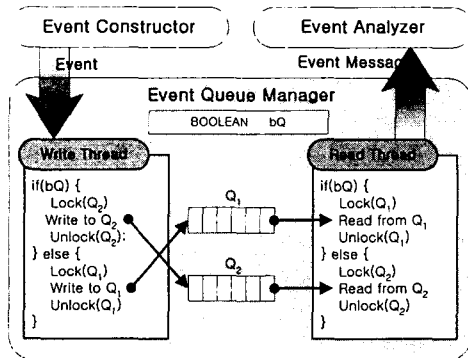 Event Constructor
Event Analyzer
Event
Event Messag
Event Queue Manager
BOOLEAN bQ
Write Thread
Read Thread
if(bQ) {
Lock(Q₂)
Write to Q₂
Unlock(Q₂);
} else {
Lock(Q₁)
Write to Q₁
Unlock(Q₁)
}
Q₁
Q₂
if(bQ) {
Lock(Q₁)
Read from Q₁
Unlock(Q₁)
} else {
Lock(Q₂)
Read from Q₂
Unlock(Q₂)
}